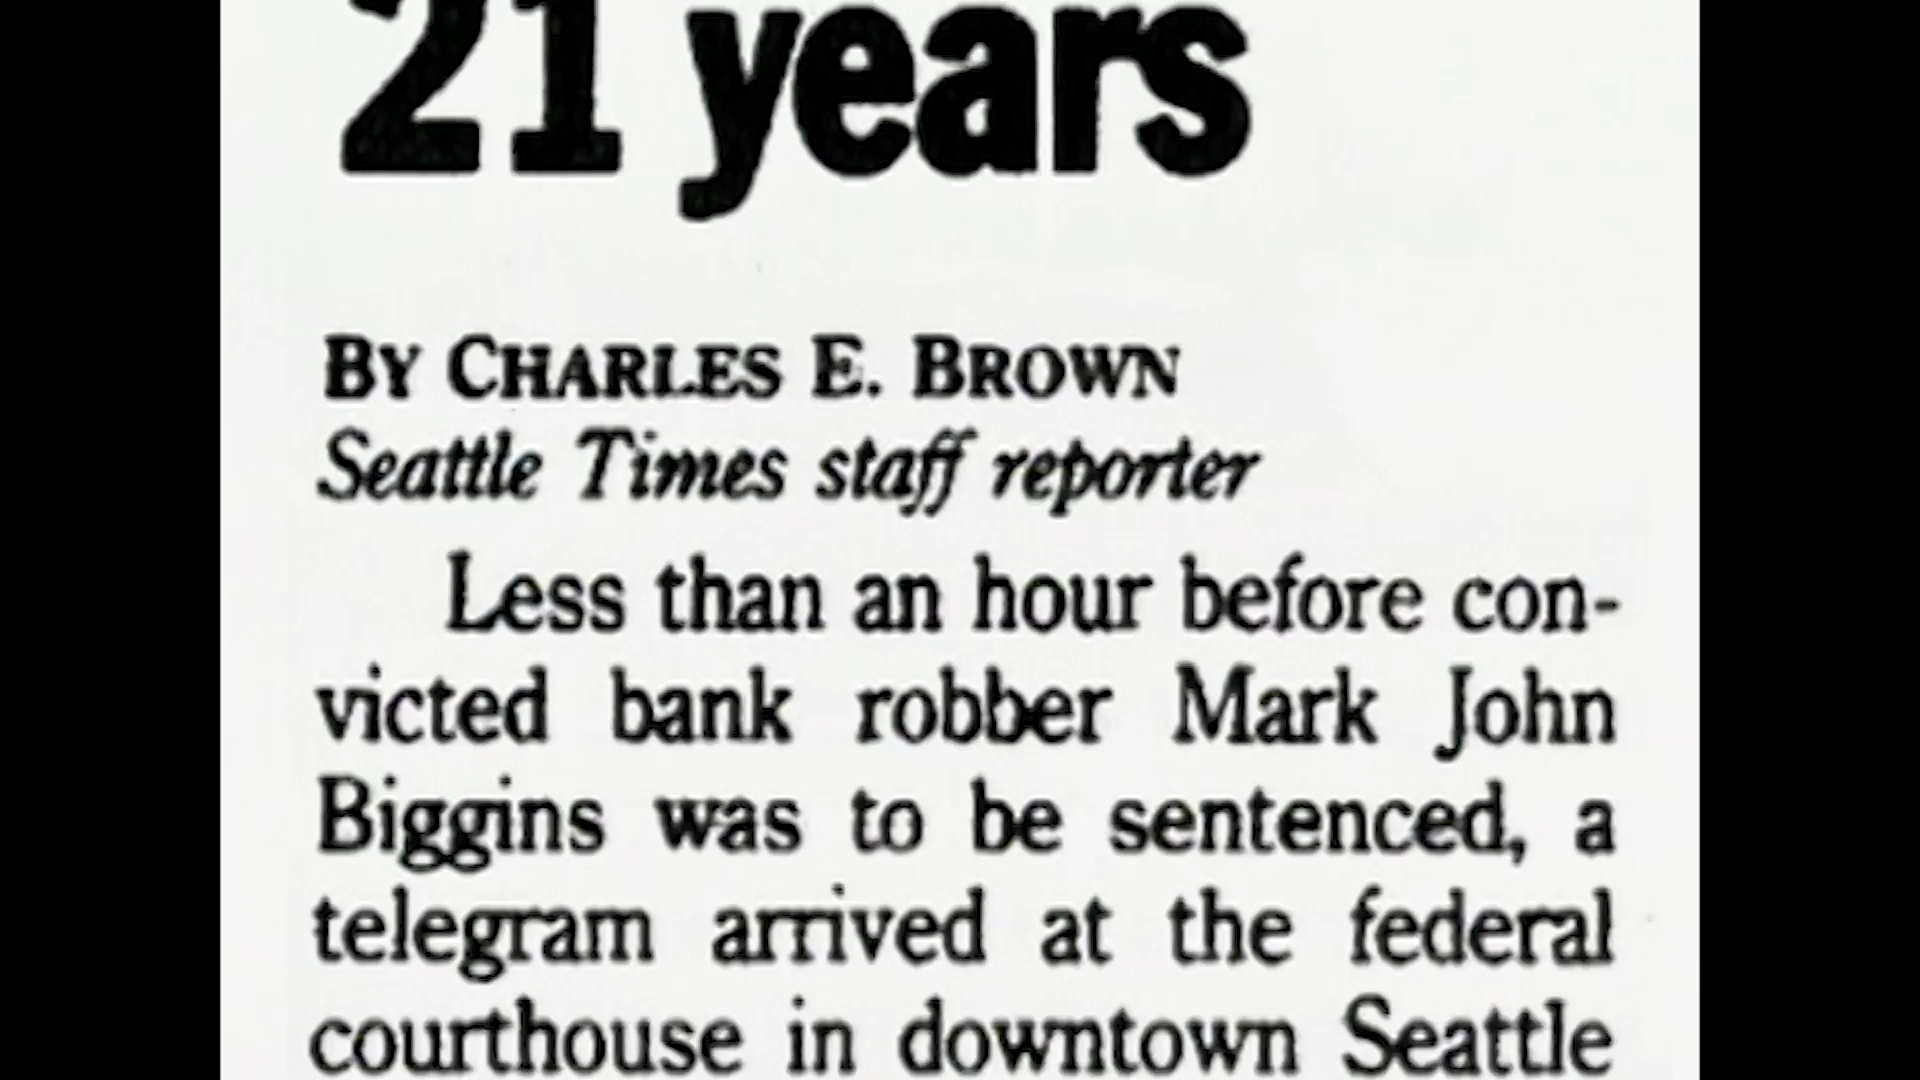 21 years
BY CHARLES E. BROWN
Seattle Times staff reporter
Less than an hour before con-
victed bank robber Mark John
Biggins was to be sentenced, a
telegram arrived at the federal
courthouse in downtown Seattle